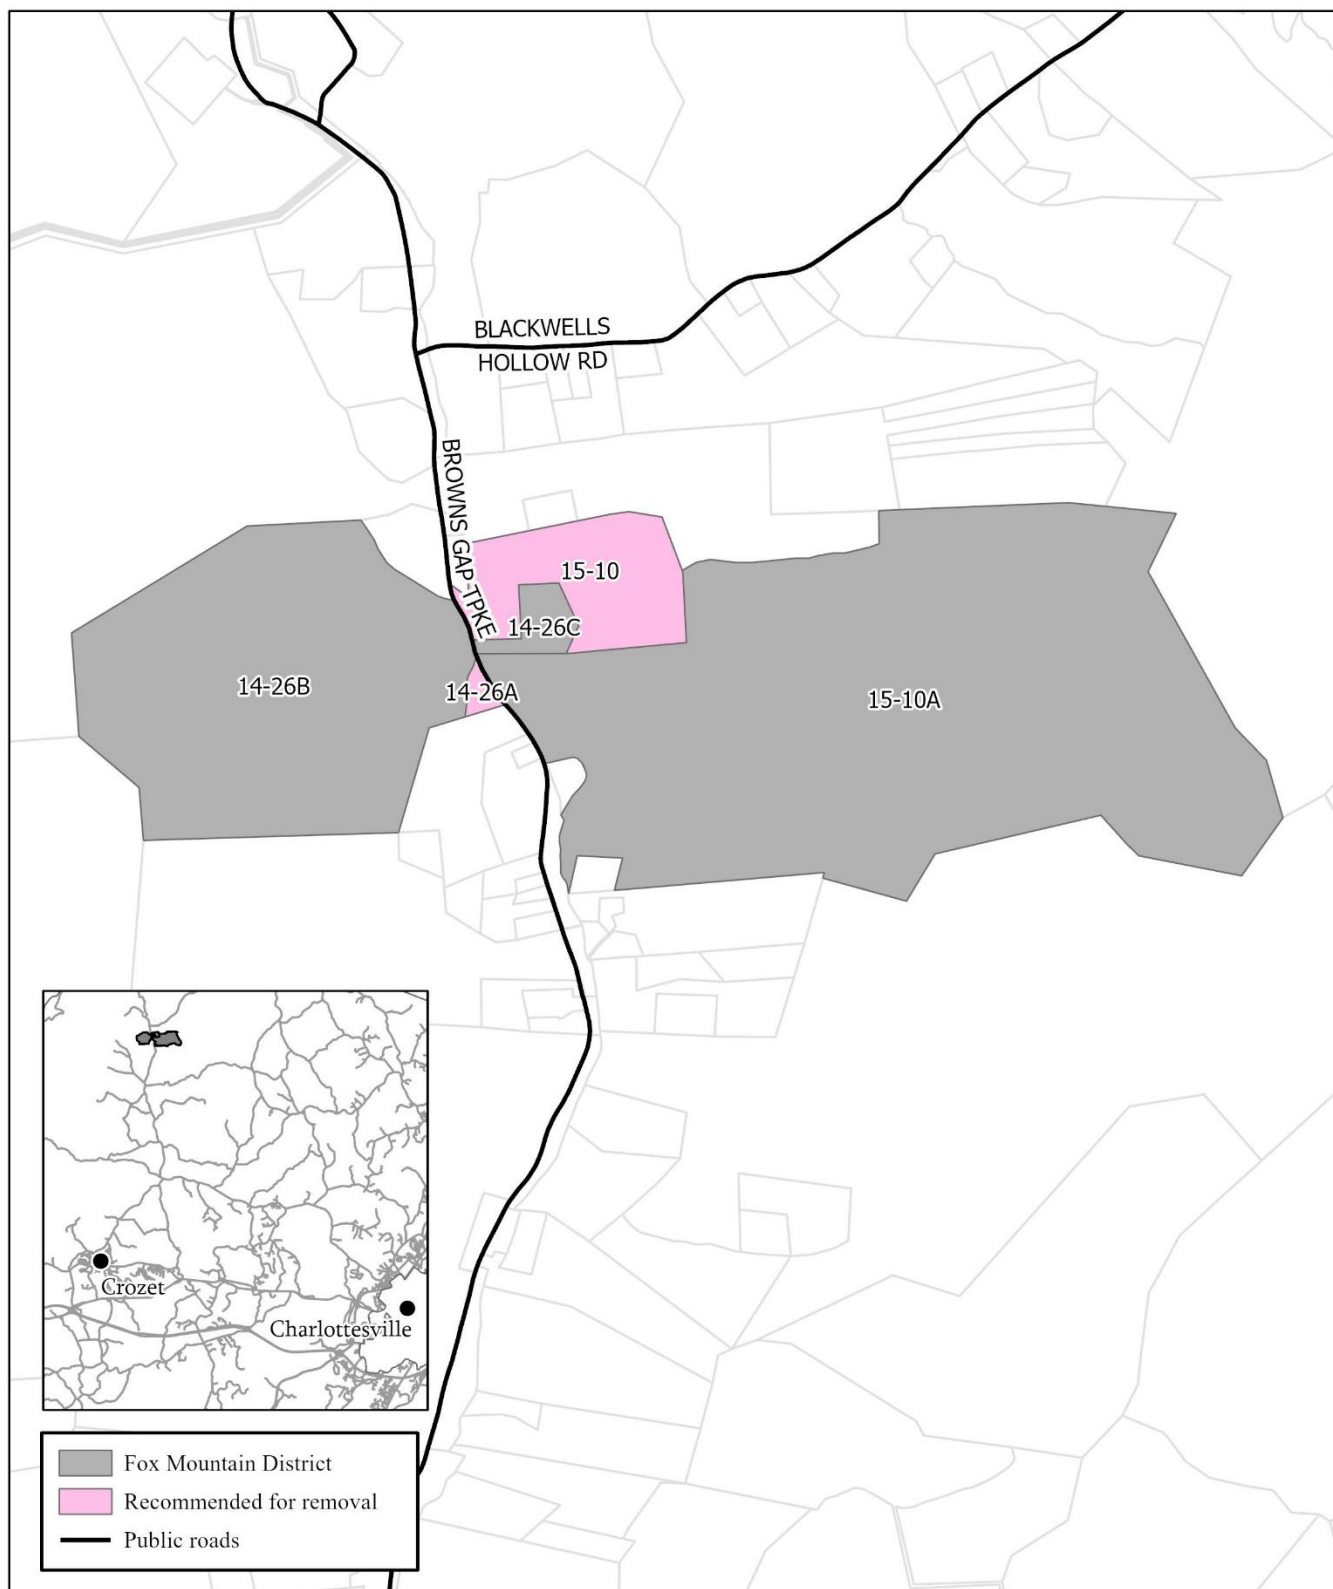 BLACKWELLS
HOLLOW RD
BROWNS GAP TPKE
15-10
14-26C
14-26B
14-26A
15-10A
Crozet
Charlottesville
Fox Mountain District
Recommended for removal
Public roads